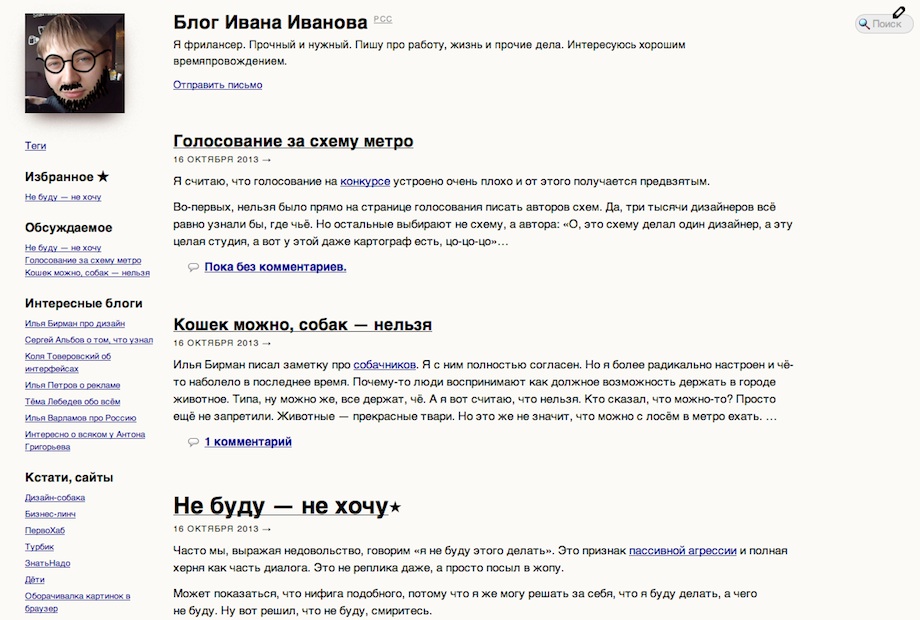 Блог Ивана Иванова РСС
Я фрилансер. Прочный и нужный. Пишу про работу, жизнь и прочие дела. Интересуюсь хорошим
времяпровождением.
Отправить письмо
Поиск
Теги
Избранное ★
Не буду — не хочу
Обсуждаемое
Не буду — не хочу
Голосование за схему метро
Кошек можно, собак — нельзя
Интересные блоги
Илья Бирман про дизайн
Сергей Альбов о том, что узнал
Коля Товеровский об
интерфейсах
Илья Петров о рекламе
Тёма Лебедев обо всём
Илья Варламов про Россию
Интересно о всяком у Антона
Григорьева
Кстати, сайты
Дизайн-собака
Бизнес-линч
ПервоХаб
Турбик
ЗнатьНадо
Дёти
Оборачивалка картинок в
браузер
Голосование за схему метро
16 ОКТЯБРЯ 2013 →
Я считаю, что голосование на конкурсе устроено очень плохо и от этого получается предвзятым.
Во-первых, нельзя было прямо на странице голосования писать авторов схем. Да, три тысячи дизайнеров всё
равно узнали бы, где чьё. Но остальные выбирают не схему, а автора: «О, это схему делал один дизайнер, а эту
целая студия, а вот у этой даже картограф есть, цо-цо-цо»…
Пока без комментариев.
Кошек можно, собак — нельзя
16 ОКТЯБРЯ 2013 →
Илья Бирман писал заметку про собачников. Я с ним полностью согласен. Но я более радикально настроен и чё-
то наболело в последнее время. Почему-то люди воспринимают как должное возможность держать в городе
животное. Типа, ну можно же, все держат, чё. А я вот считаю, что нельзя. Кто сказал, что можно-то? Просто
ещё не запретили. Животные — прекрасные твари. Но это же не значит, что можно с лосём в метро ехать. …
1 комментарий
Не буду — не хочу★
16 ОКТЯБРЯ 2013 →
Часто мы, выражая недовольство, говорим «я не буду этого делать». Это признак пассивной агрессии и полная
херня как часть диалога. Это не реплика даже, а просто посыл в жопу.
Может показаться, что нифига подобного, потому что я же могу решать за себя, что я буду делать, а чего
не буду. Ну вот решил, что не буду, смиритесь.